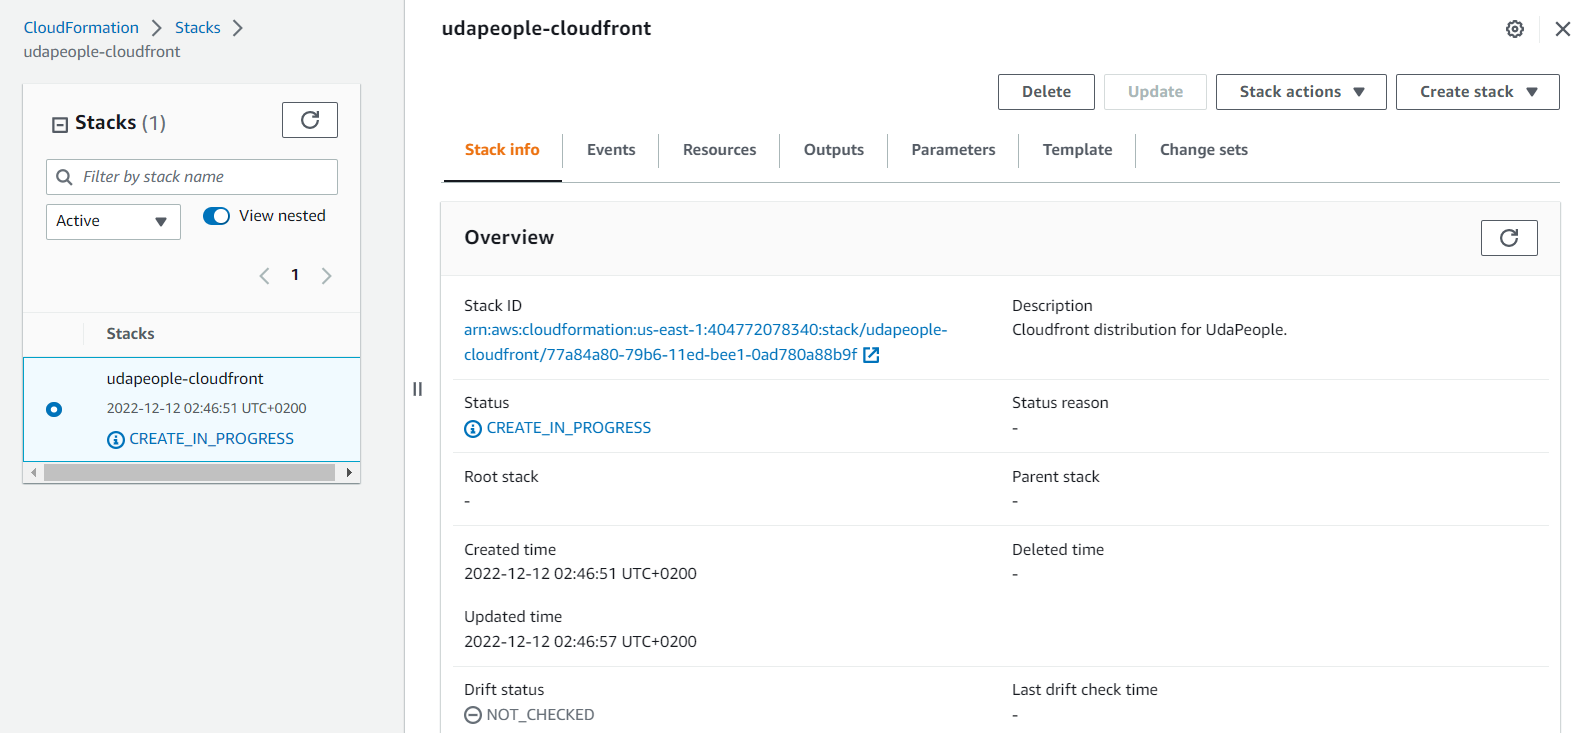 CloudFormation > Stacks >
udapeople-cloudfront
Stacks (1)
Filter by stack name
Active
View nested
1
Stacks
udapeople-cloudfront
2022-12-12 02:46:51 UTC+0200
CREATE_IN_PROGRESS
udapeople-cloudfront
Delete Update Stack actions Create stack
Stack info Events Resources Outputs Parameters Template Change sets
Overview
Stack ID
arn:aws:cloudformation:us-east-1:404772078340:stack/udapeople-
cloudfront/77a84a80-79b6-11ed-bee1-0ad780a88b9f
Description
Cloudfront distribution for UdaPeople.
Status
CREATE_IN_PROGRESS
Status reason
-
Root stack
-
Parent stack
-
Created time
2022-12-12 02:46:51 UTC+0200
Deleted time
-
Updated time
2022-12-12 02:46:57 UTC+0200
Drift status
NOT_CHECKED
Last drift check time
-